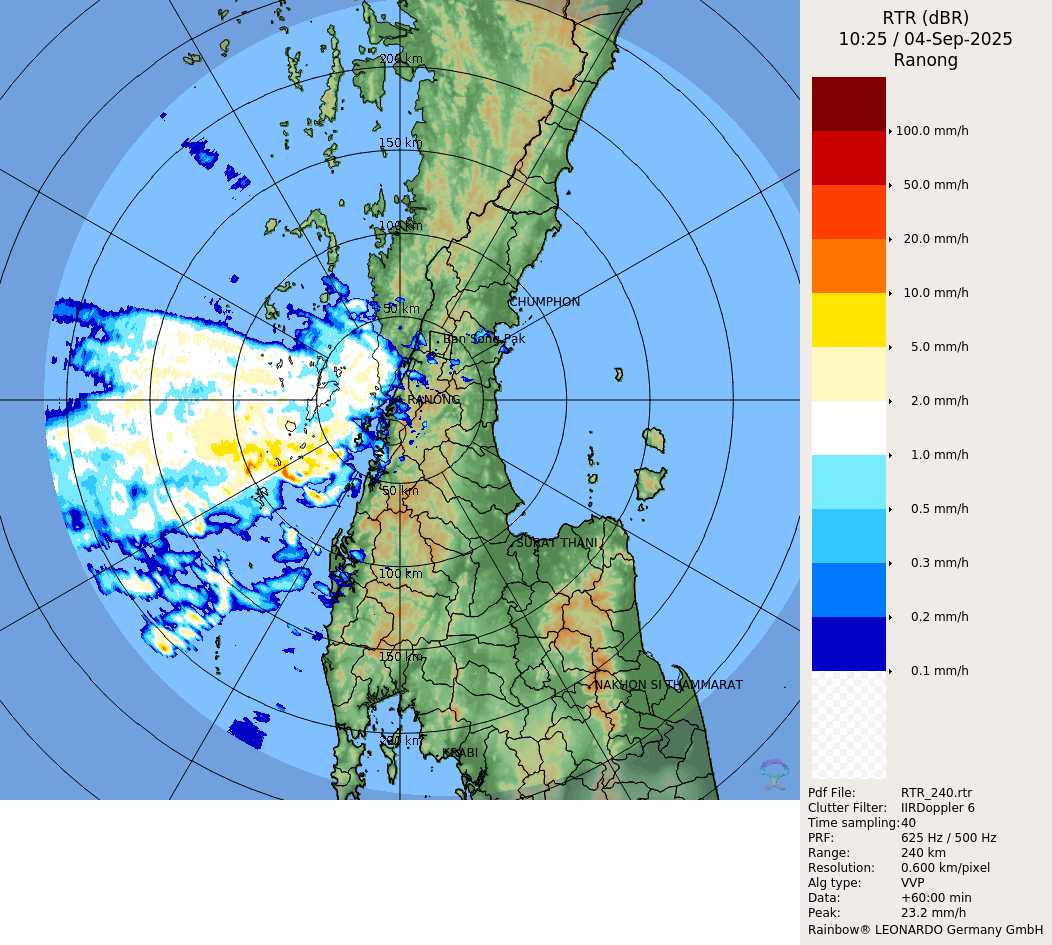 RTR (dBR)
10:25 / 04-Sep-2025
Ranong
200 km
150 km
100 km
50 km
CHUMPHON
Ban Song Pak
RANONG
50 km
SURAT THANI
100 km
150 km
NAKHON SI THAMMARAT
200 km
KRABI
100.0 mm/h
50.0 mm/h
20.0 mm/h
10.0 mm/h
5.0 mm/h
2.0 mm/h
1.0 mm/h
0.5 mm/h
0.3 mm/h
0.2 mm/h
0.1 mm/h
Pdf File: RTR_240.rtr
Clutter Filter: IIRDoppler 6
Time sampling:40
PRF: 625 Hz / 500 Hz
Range: 240 km
Resolution: 0.600 km/pixel
Alg type: VVP
Data: +60:00 min
Peak: 23.2 mm/h
Rainbow® LEONARDO Germany GmbH